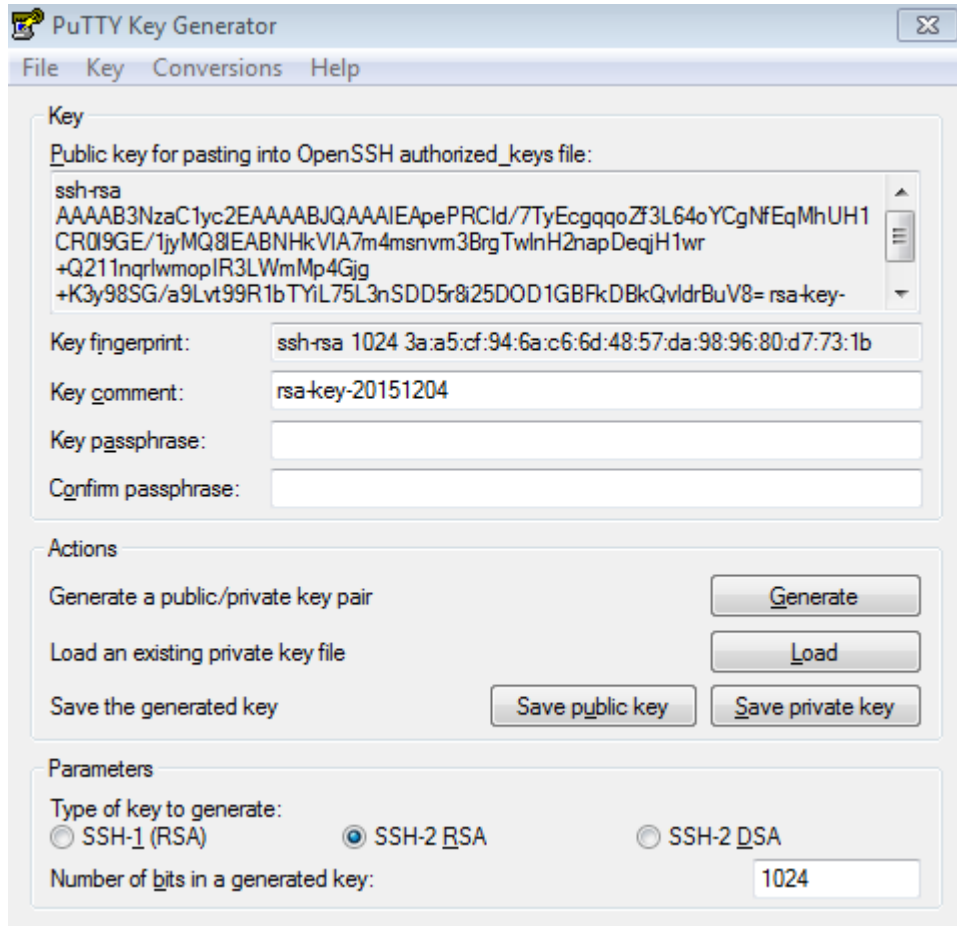 PuTTY Key Generator
File Key Conversions Help
Key
Public key for pasting into OpenSSH authorized_keys file:
ssh-rsa
AAAAB3NzaC1yc2EAAAABJQAAAIEApePRCId/7TyEcgqqoZf3L64oYCgNfEqMhUH1
CR0I9GE/1jyMQ8lEABNHkVIA7m4msnvm3BrgTwlnH2napDeqjH1wr
+Q211nqrlwmopIR3LWmMp4Gjg
+K3y98SG/a9Lvt99R1bTYiL75L3nSDD5r8i25DOD1GBFkDBkQvldrBuV8= rsa-key-
Key fingerprint: ssh-rsa 1024 3a:a5:cf:94:6a:c6:6d:48:57:da:98:96:80:d7:73:1b
Key comment: rsa-key-20151204
Key passphrase:
Confirm passphrase:
Actions
Generate a public/private key pair Generate
Load an existing private key file Load
Save the generated key Save public key Save private key
Parameters
Type of key to generate:
SSH-1 (RSA) SSH-2 RSA SSH-2 DSA
Number of bits in a generated key: 1024